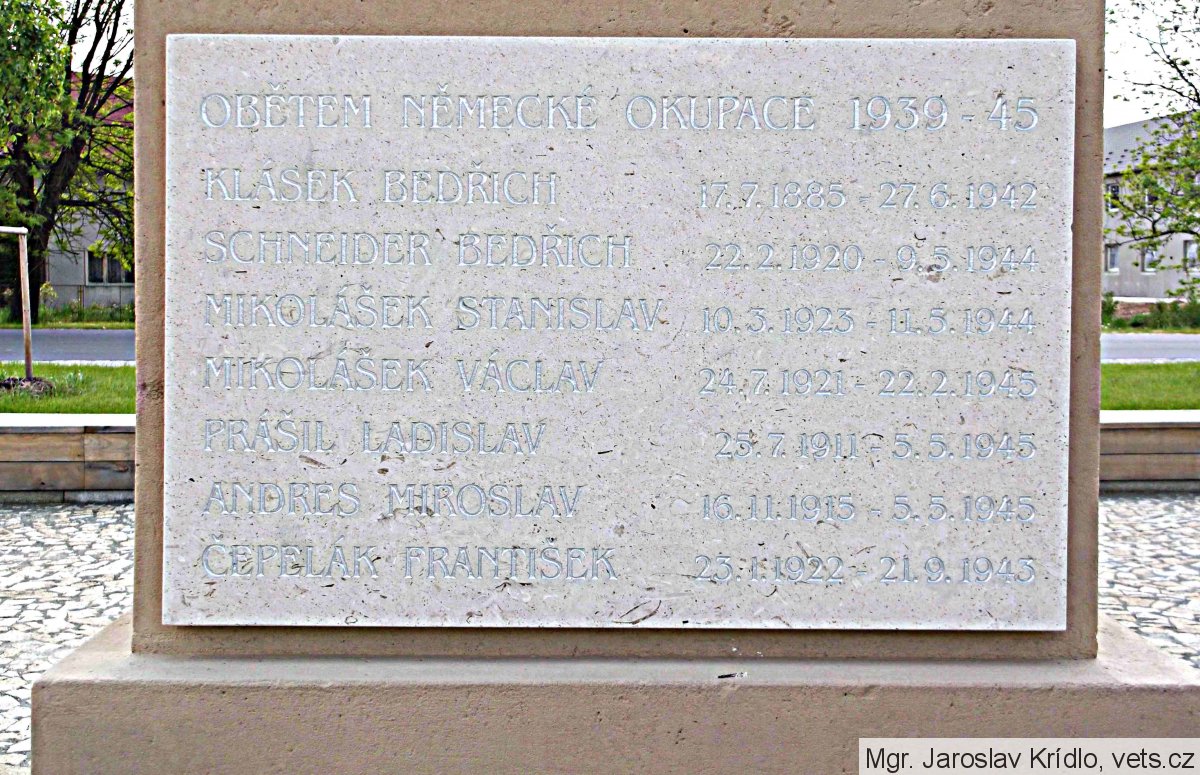 OBĚTEM NĚMECKÉ OKUPACE 1939 - 45
KLÁSEK BEDŘICH 17. 7. 1885 - 27. 6. 1942
SCHNEIDER BEDŘICH 22. 2. 1920 - 9. 5. 1944
MIKOLÁŠEK STANISLAV 10. 3. 1923 - 11. 5. 1944
MIKOLÁŠEK VÁCLAV 24. 7. 1921 - 22. 2. 1945
PRÁŠIL LADISLAV 25. 7. 1911 - 5. 5. 1945
ANDRES MIROSLAV 16. 11. 1915 - 5. 5. 1945
ČEPELÁK FRANTIŠEK 23. 1. 1922 - 21. 9. 1943
Mgr. Jaroslav Krídlo, vets.cz